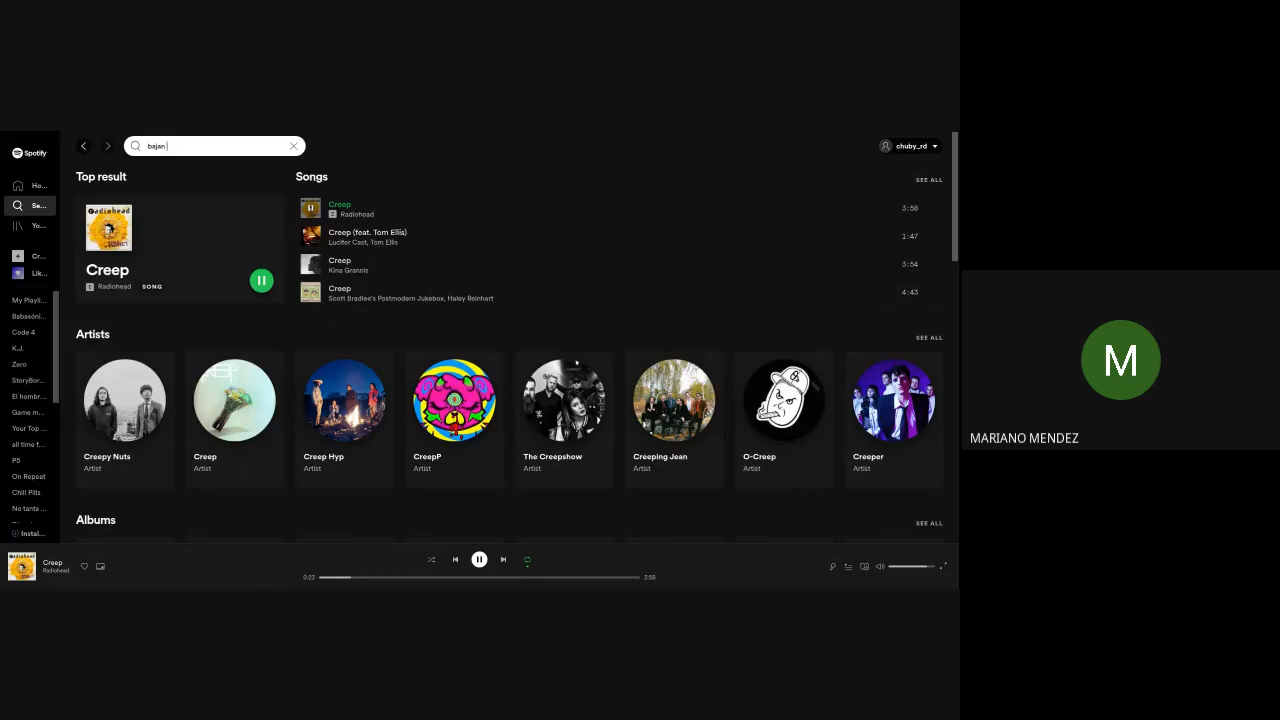 Spotify
bajan
chuby_rd
Ho...
Se...
Yo...
Cr...
Lik...
My Playli...
Babasóni...
Code 4
K.J.
Zero
StoryBor...
El hombr...
Game m...
Your Top ...
all time f...
P5
On Repeat
Chill Pills
No tanta ...
Instal...
Top result
Creep
E Radiohead SONG
Songs
SEE ALL
Creep
E Radiohead
3:58
Creep (feat. Tom Ellis)
Lucifer Cast, Tom Ellis
1:47
Creep
Kina Grannis
3:54
Creep
Scott Bradlee's Postmodern Jukebox, Haley Reinhart
4:43
Artists
SEE ALL
Creepy Nuts
Artist
Creep
Artist
Creep Hyp
Artist
CreepP
Artist
The Creepshow
Artist
Creeping Jean
Artist
O-Creep
Artist
Creeper
Artist
Albums
SEE ALL
Creep
Radiohead
0:23
3:58
M
MARIANO MENDEZ